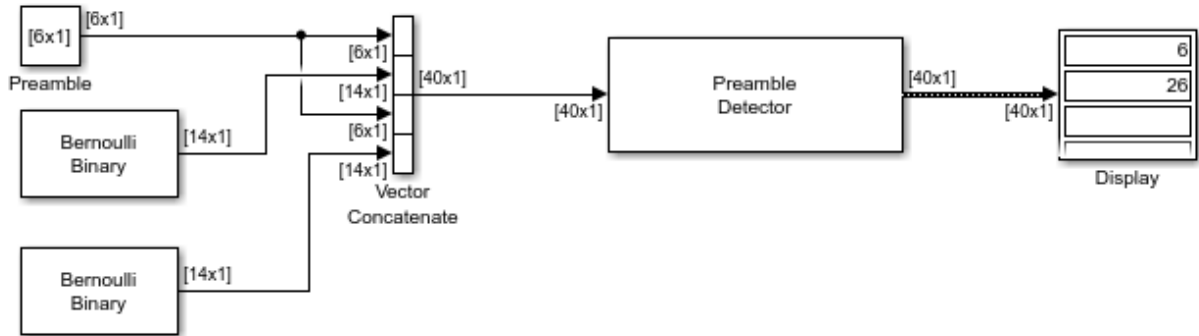 [6x1]
[6x1]
Preamble
[6x1]
[14x1]
[6x1]
[14x1]
Vector
Concatenate
[40x1]
Bernoulli
Binary
[14x1]
Bernoulli
Binary
[14x1]
[40x1]
Preamble
Detector
[40x1]
[40x1]
6
26
Display